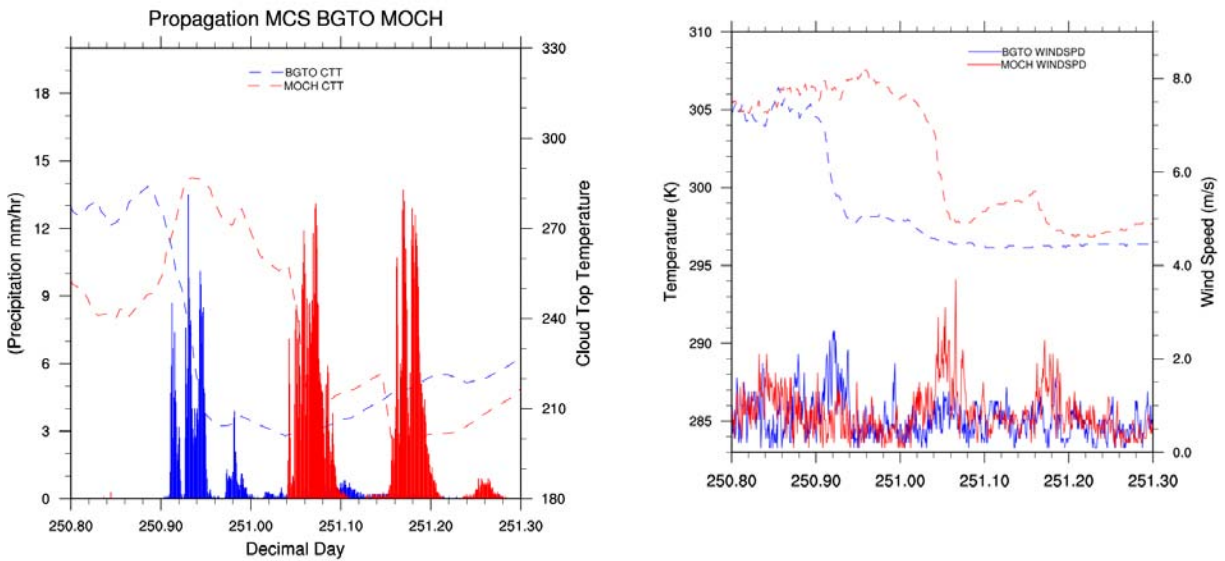 Propagation MCS BGTO MOCH
BGTO CTT
MOCH CTT
(Precipitation mm/hr)
18
15
12
9
6
3
0
330
300
270
240
210
180
Cloud Top Temperature
250.80 250.90 251.00 251.10 251.20 251.30
Decimal Day
BGTO WINDSPD
MOCH WINDSPD
Temperature (K)
310
305
300
295
290
285
8.0
6.0
4.0
2.0
0.0
Wind Speed (m/s)
250.80 250.90 251.00 251.10 251.20 251.30